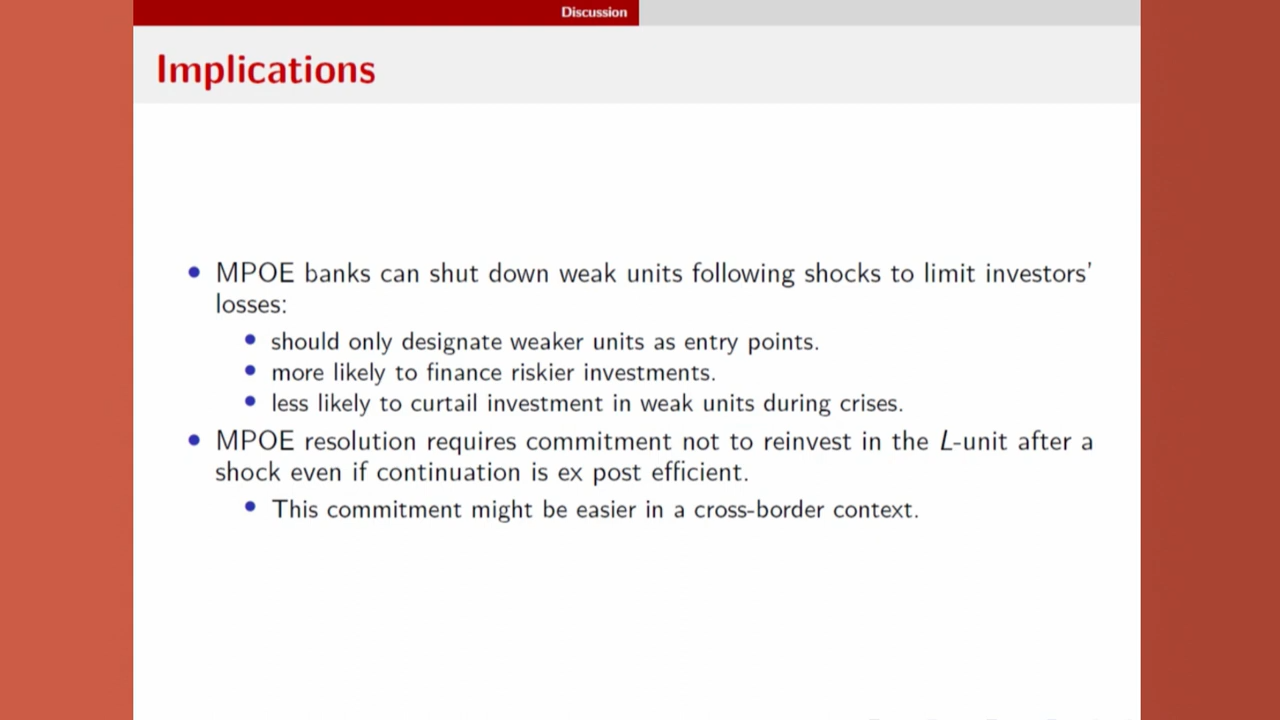 Discussion
Implications
• MPOE banks can shut down weak units following shocks to limit investors'
losses:
• should only designate weaker units as entry points.
• more likely to finance riskier investments.
• less likely to curtail investment in weak units during crises.
• MPOE resolution requires commitment not to reinvest in the L-unit after a
shock even if continuation is ex post efficient.
• This commitment might be easier in a cross-border context.